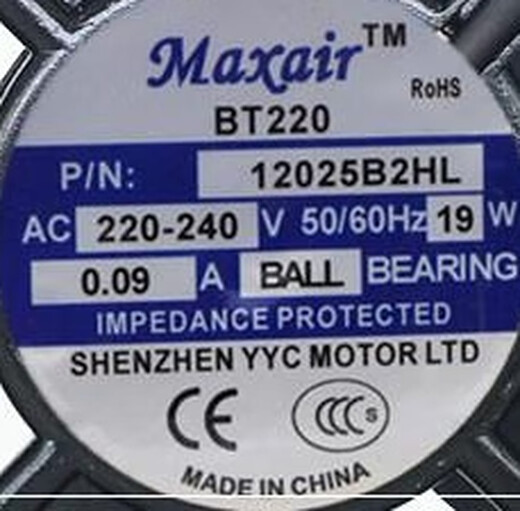 Maxair™
RoHS
BT220
P/N: 12025B2HL
AC 220-240 V 50/60Hz 19 W
0.09 A BALL BEARING
IMPEDANCE PROTECTED
SHENZHEN YYC MOTOR LTD
CE CCC S
MADE IN CHINA